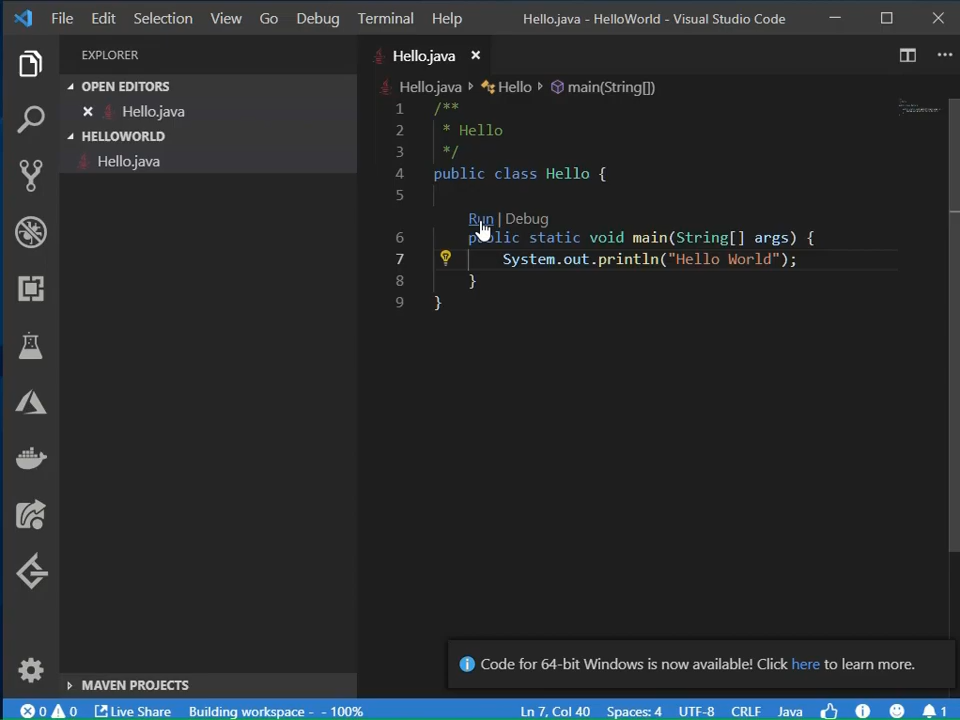 File Edit Selection View Go Debug Terminal Help Hello.java - HelloWorld - Visual Studio Code
EXPLORER
OPEN EDITORS
Hello.java
HELLOWORLD
Hello.java
MAVEN PROJECTS
Hello.java
Hello.java Hello main(String[])
1 /**
2 * Hello
3 */
4 public class Hello {
5
Run | Debug
6 public static void main(String[] args) {
7 System.out.println("Hello World");
8 }
9 }
Code for 64-bit Windows is now available! Click here to learn more.
0 0 Live Share Building workspace - - 100% Ln 7, Col 40 Spaces: 4 UTF-8 CRLF Java 1